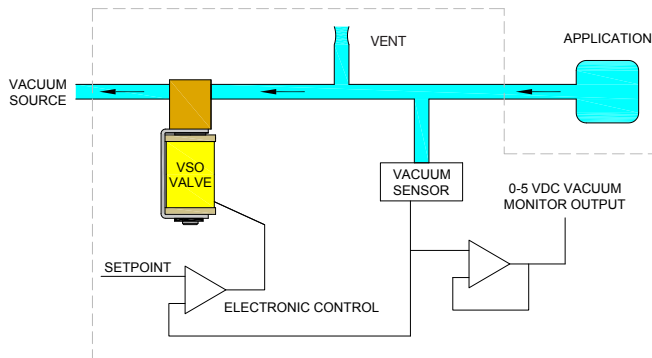 VENT
APPLICATION
VACUUM
SOURCE
VSO
VALVE
VACUUM
SENSOR
0-5 VDC VACUUM
MONITOR OUTPUT
SETPOINT
ELECTRONIC CONTROL